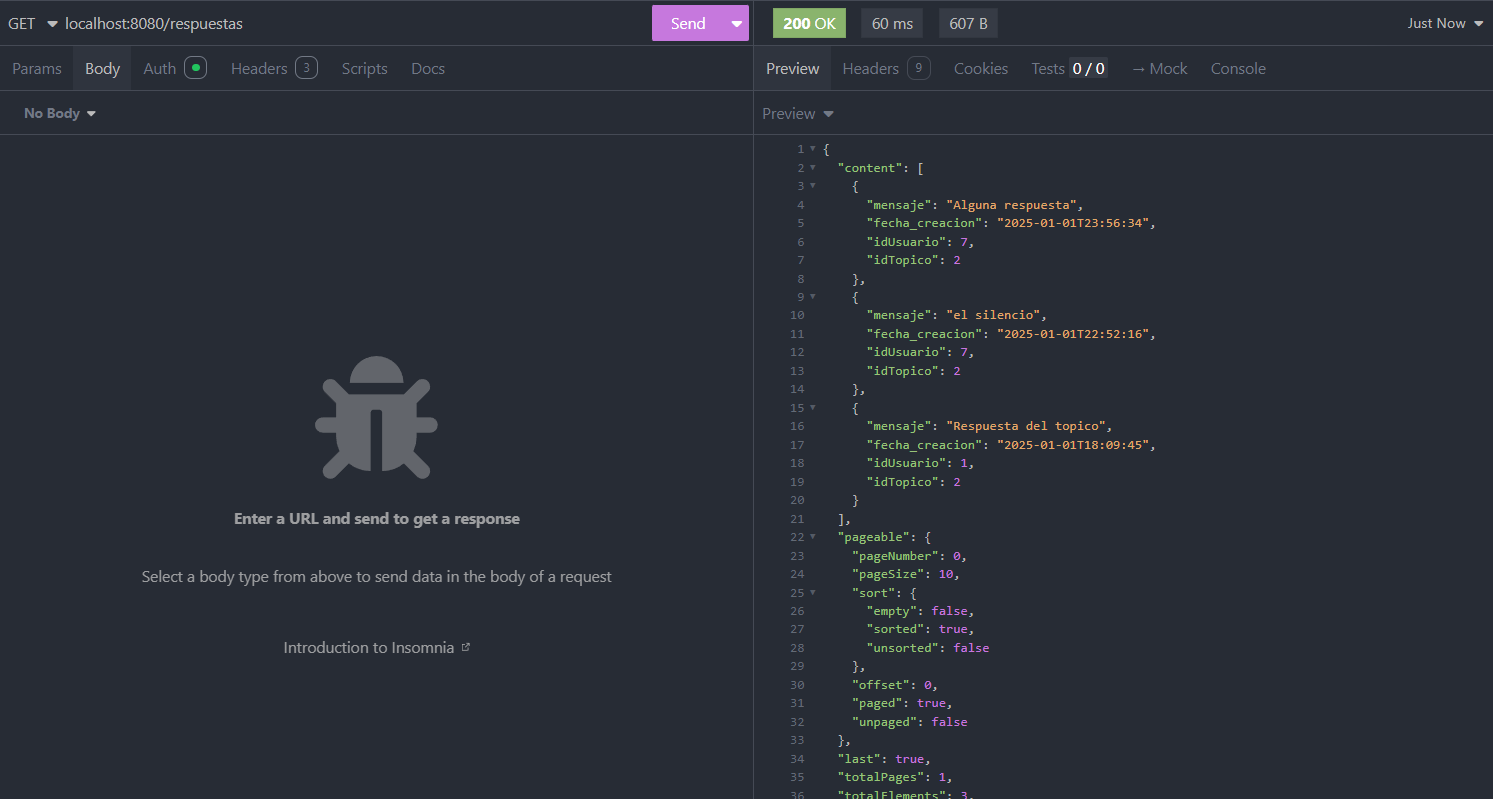 GET localhost:8080/respuestas Send 200 OK 60 ms 607 B Just Now
Params Body Auth Headers 3 Scripts Docs Preview Headers 9 Cookies Tests 0 / 0 → Mock Console
No Body Preview
1 {
2 "content": [
3 {
4 "mensaje": "Alguna respuesta",
5 "fecha_creacion": "2025-01-01T23:56:34",
6 "idUsuario": 7,
7 "idTopico": 2
8 },
9 {
10 "mensaje": "el silencio",
11 "fecha_creacion": "2025-01-01T22:52:16",
12 "idUsuario": 7,
13 "idTopico": 2
14 },
15 {
16 "mensaje": "Respuesta del topico",
17 "fecha_creacion": "2025-01-01T18:09:45",
18 "idUsuario": 1,
19 "idTopico": 2
20 }
21 ],
22 "pageable": {
23 "pageNumber": 0,
24 "pageSize": 10,
25 "sort": {
26 "empty": false,
27 "sorted": true,
28 "unsorted": false
29 },
30 "offset": 0,
31 "paged": true,
32 "unpaged": false
33 },
34 "last": true,
35 "totalPages": 1,
36 "totalElements": 3,
Enter a URL and send to get a response
Select a body type from above to send data in the body of a request
Introduction to Insomnia